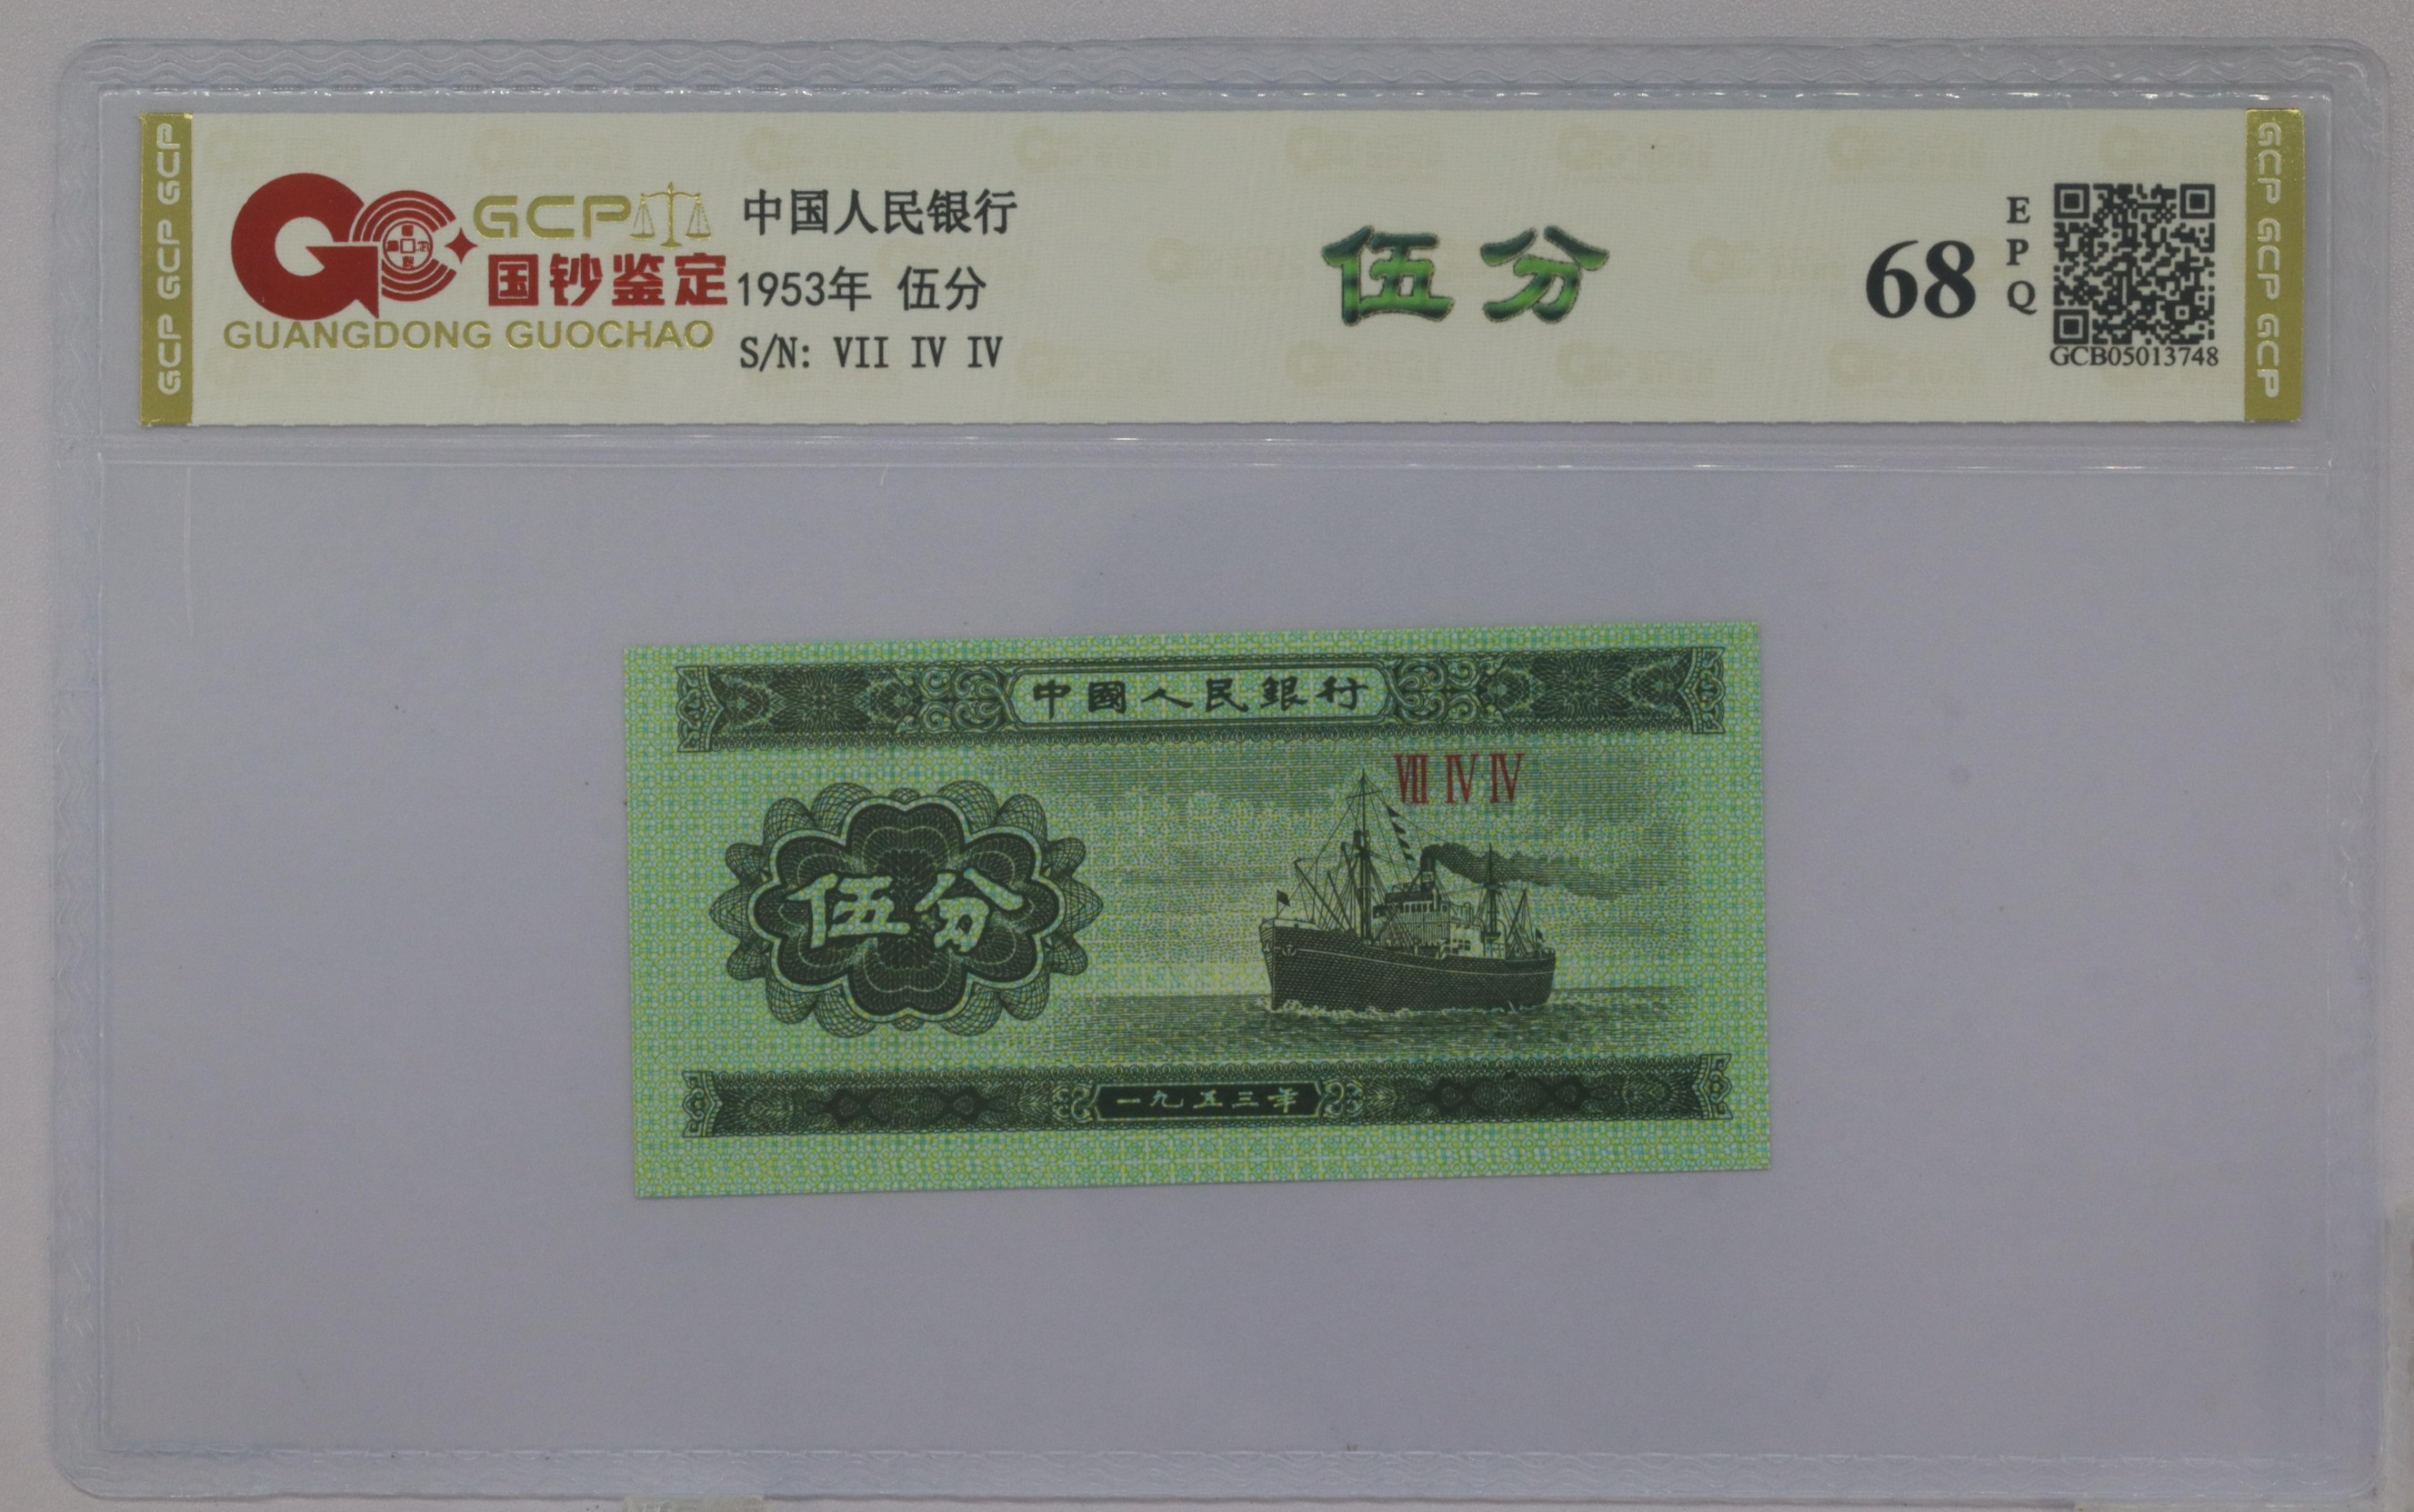 GCP GCP GCP
GCP
国钞鉴定
GUANGDONG GUOCHAO
中国人民银行
1953年 伍分
S/N: VII IV IV
伍分
68
EPQ
GCB05013748
GCP GCP GCP
中國人民銀行
VII IV IV
伍分
一九五三年